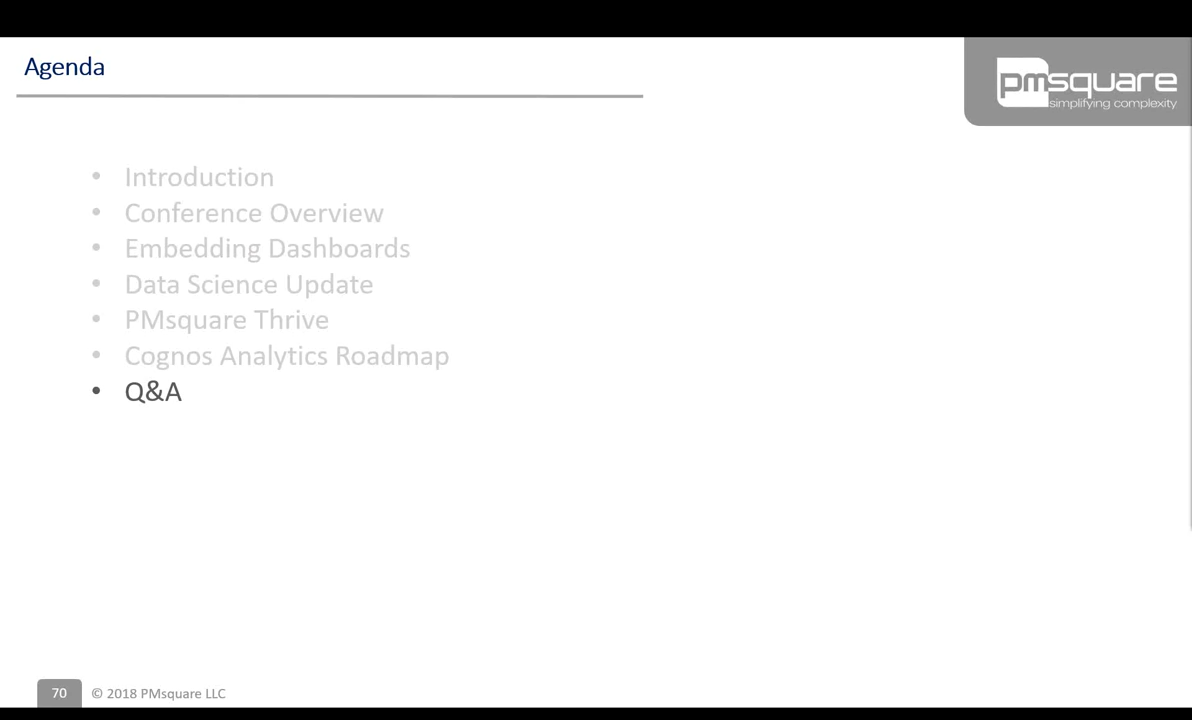 Agenda
pmsquare
simplifying complexity
• Introduction
• Conference Overview
• Embedding Dashboards
• Data Science Update
• PMsquare Thrive
• Cognos Analytics Roadmap
• Q&A
70
© 2018 PMsquare LLC